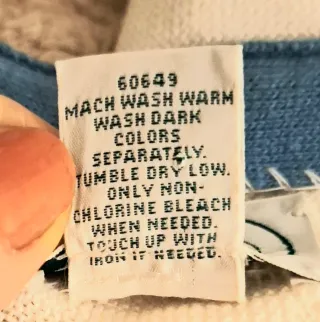 60649
MACH WASH WARM
WASH DARK
COLORS
SEPARATELY.
TUMBLE DRY LOW.
ONLY NON-
CHLORINE BLEACH
WHEN NEEDED.
TOUCH UP WITH
IRON IF NEEDED.